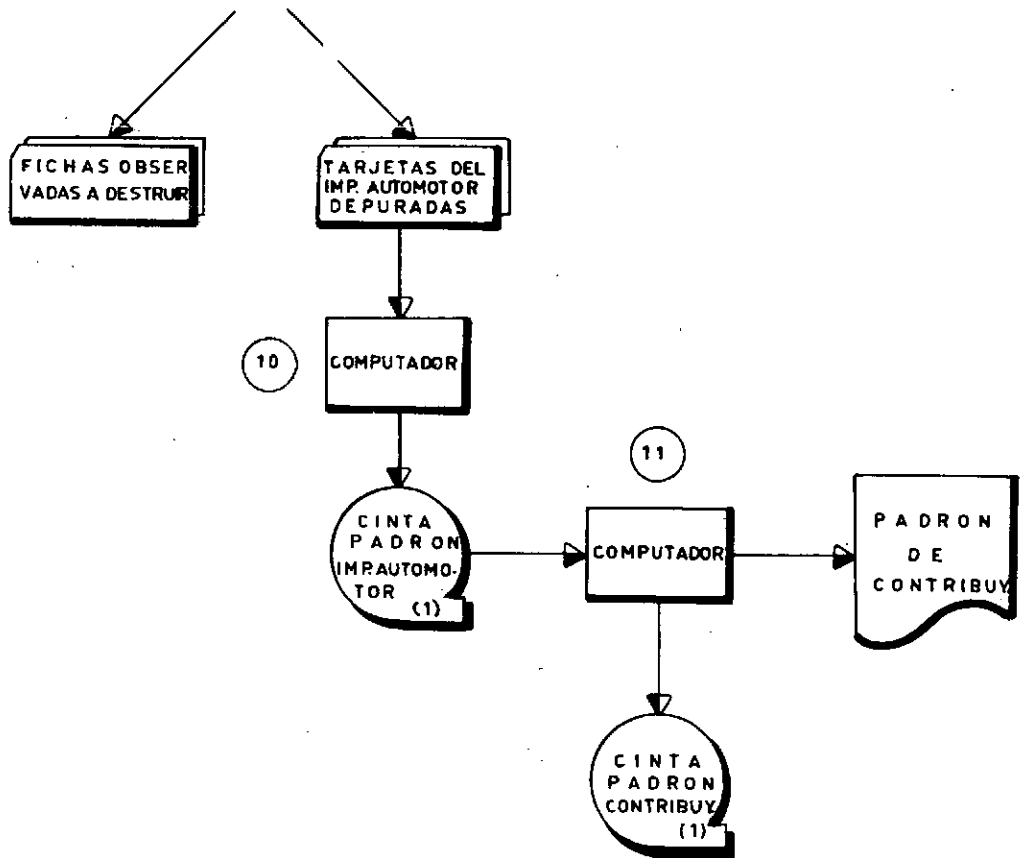 FICHAS OBSER
VADAS A DESTRUIR
TARJETAS DEL
IMP. AUTOMOTOR
DEPURADAS
10
COMPUTADOR
11
CINTA
PADRON
IMP.AUTOMO-
TOR
(1)
COMPUTADOR
PADRON
DE
CONTRIBUY.
CINTA
PADRON
CONTRIBUY.
(1)